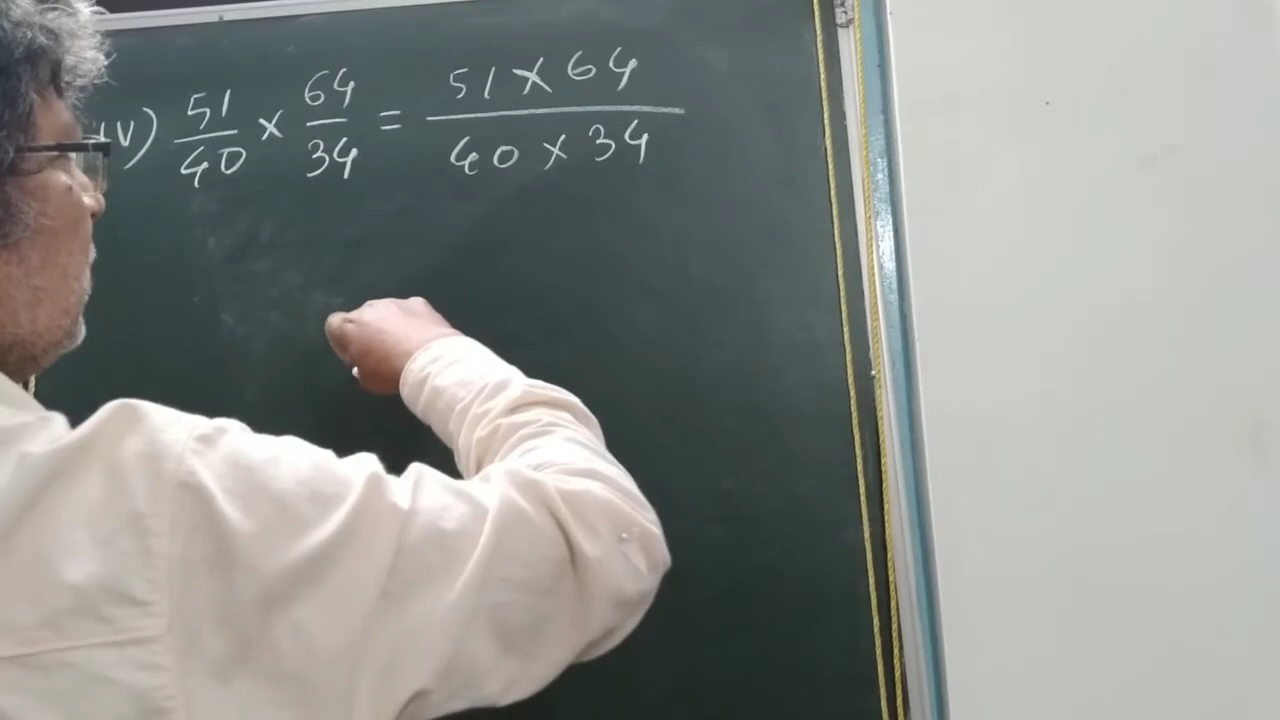 iv) 51/40 × 64/34 = 51 × 64 / 40 × 34